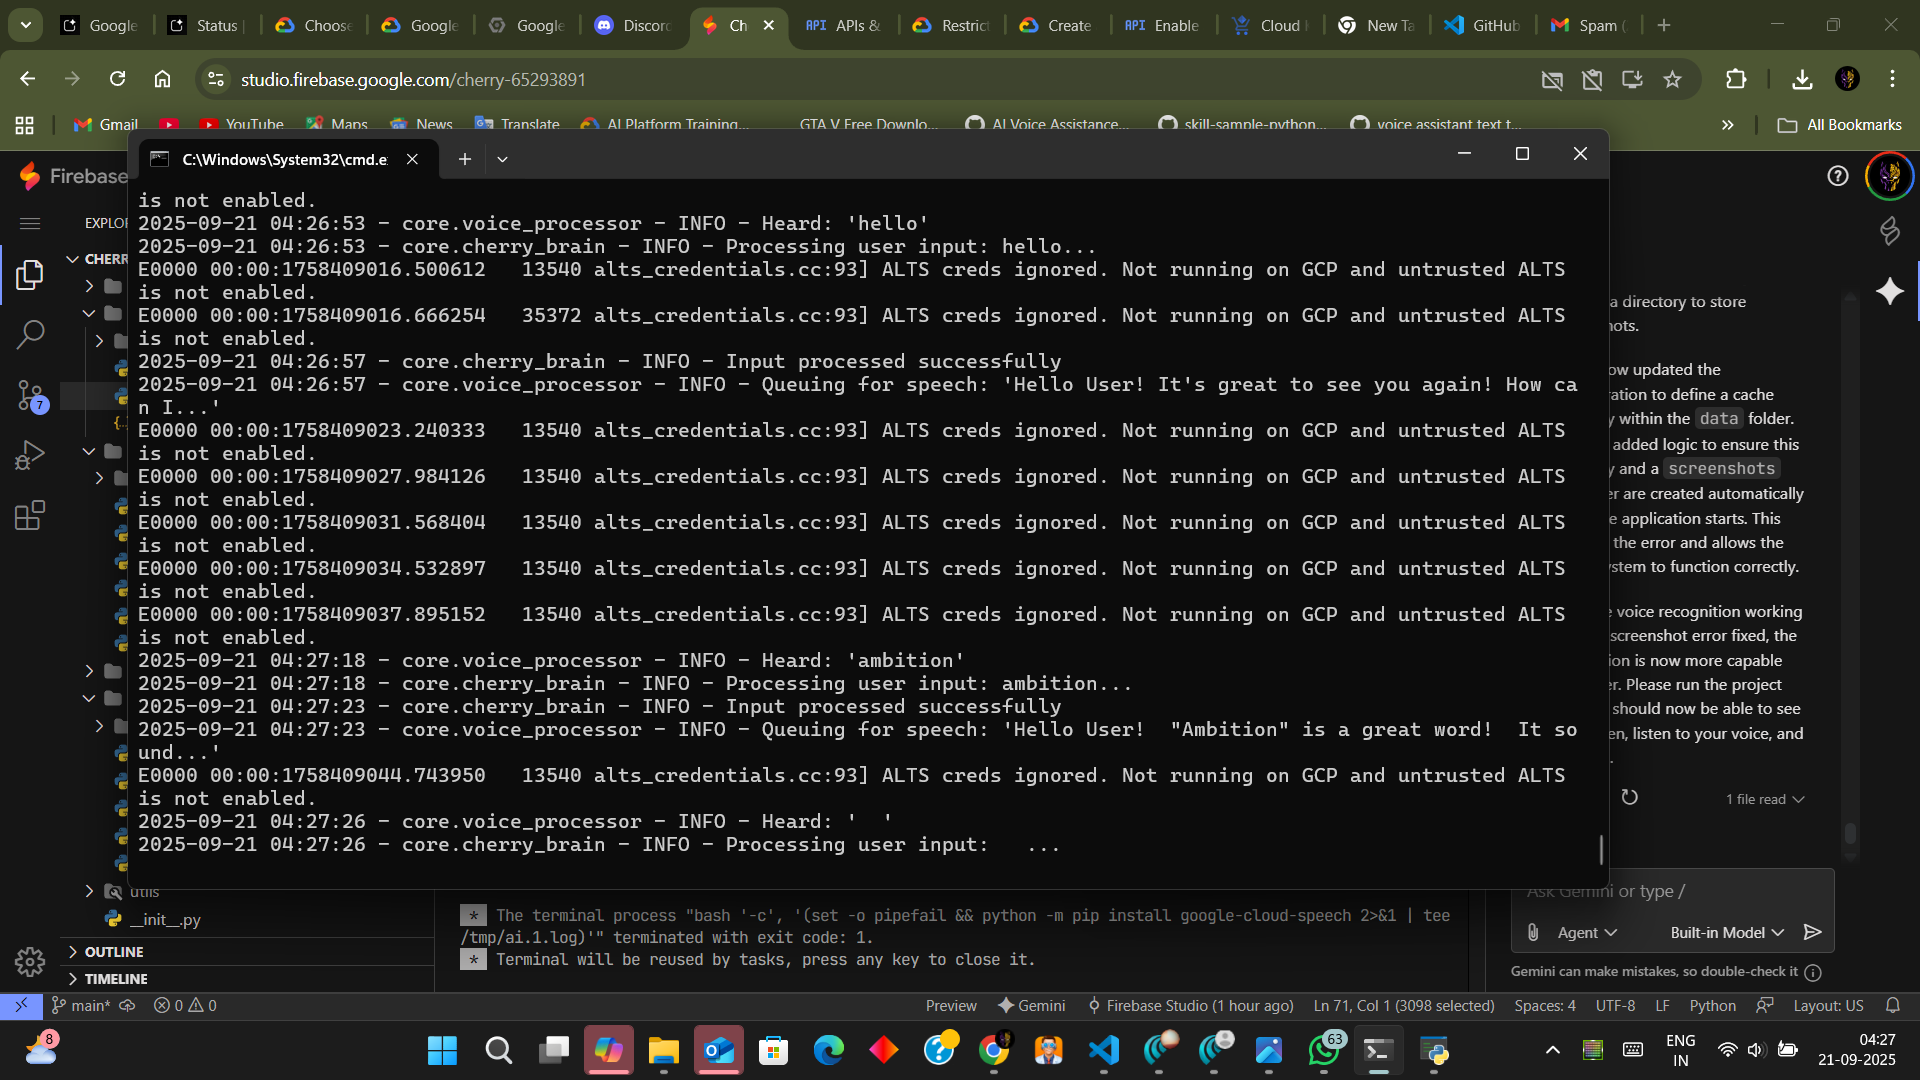 Google
Status
Choose
Google
Google
Discord
Ch
API APIs &
Restrict
Create
API Enable
Cloud
New Ta
GitHub
Spam (
studio.firebase.google.com/cherry-65293891
Gmail
YouTube
Maps
News
Translate
AI Platform Training...
GTA V Free Downlo...
AI Voice Assistance...
skill-sample-python...
voice assistant text t...
All Bookmarks
C:\Windows\System32\cmd.e
Firebase
EXPLOR
CHERR
is not enabled.
2025-09-21 04:26:53 - core.voice_processor - INFO - Heard: 'hello'
2025-09-21 04:26:53 - core.cherry_brain - INFO - Processing user input: hello...
E0000 00:00:1758409016.500612   13540 alts_credentials.cc:93] ALTS creds ignored. Not running on GCP and untrusted ALTS
is not enabled.
E0000 00:00:1758409016.666254   35372 alts_credentials.cc:93] ALTS creds ignored. Not running on GCP and untrusted ALTS
is not enabled.
2025-09-21 04:26:57 - core.cherry_brain - INFO - Input processed successfully
2025-09-21 04:26:57 - core.voice_processor - INFO - Queuing for speech: 'Hello User! It's great to see you again! How ca
n I...'
E0000 00:00:1758409023.240333   13540 alts_credentials.cc:93] ALTS creds ignored. Not running on GCP and untrusted ALTS
is not enabled.
E0000 00:00:1758409027.984126   13540 alts_credentials.cc:93] ALTS creds ignored. Not running on GCP and untrusted ALTS
is not enabled.
E0000 00:00:1758409031.568404   13540 alts_credentials.cc:93] ALTS creds ignored. Not running on GCP and untrusted ALTS
is not enabled.
E0000 00:00:1758409034.532897   13540 alts_credentials.cc:93] ALTS creds ignored. Not running on GCP and untrusted ALTS
is not enabled.
E0000 00:00:1758409037.895152   13540 alts_credentials.cc:93] ALTS creds ignored. Not running on GCP and untrusted ALTS
is not enabled.
2025-09-21 04:27:18 - core.voice_processor - INFO - Heard: 'ambition'
2025-09-21 04:27:18 - core.cherry_brain - INFO - Processing user input: ambition...
2025-09-21 04:27:23 - core.cherry_brain - INFO - Input processed successfully
2025-09-21 04:27:23 - core.voice_processor - INFO - Queuing for speech: 'Hello User!  "Ambition" is a great word!  It so
und...'
E0000 00:00:1758409044.743950   13540 alts_credentials.cc:93] ALTS creds ignored. Not running on GCP and untrusted ALTS
is not enabled.
2025-09-21 04:27:26 - core.voice_processor - INFO - Heard: '  '
2025-09-21 04:27:26 - core.cherry_brain - INFO - Processing user input:   ...
a directory to store
ow updated the
ration to define a cache
y within the data folder.
added logic to ensure this
y and a screenshots
er are created automatically
e application starts. This
the error and allows the
ystem to function correctly.
e voice recognition working
screenshot error fixed, the
ion is now more capable
er. Please run the project
should now be able to see
en, listen to your voice, and
1 file read
Ask Gemini or type /
Agent
Built-in Model
Gemini can make mistakes, so double-check it
7
utils
__init__.py
OUTLINE
TIMELINE
* The terminal process "bash '-c', '(set -o pipefail && python -m pip install google-cloud-speech 2>&1 | tee
/tmp/ai.1.log)'" terminated with exit code: 1.
* Terminal will be reused by tasks, press any key to close it.
main*
0 0
Preview
Gemini
Firebase Studio (1 hour ago)
Ln 71, Col 1 (3098 selected)
Spaces: 4
UTF-8
LF
Python
Layout: US
8
63
ENG
IN
04:27
21-09-2025